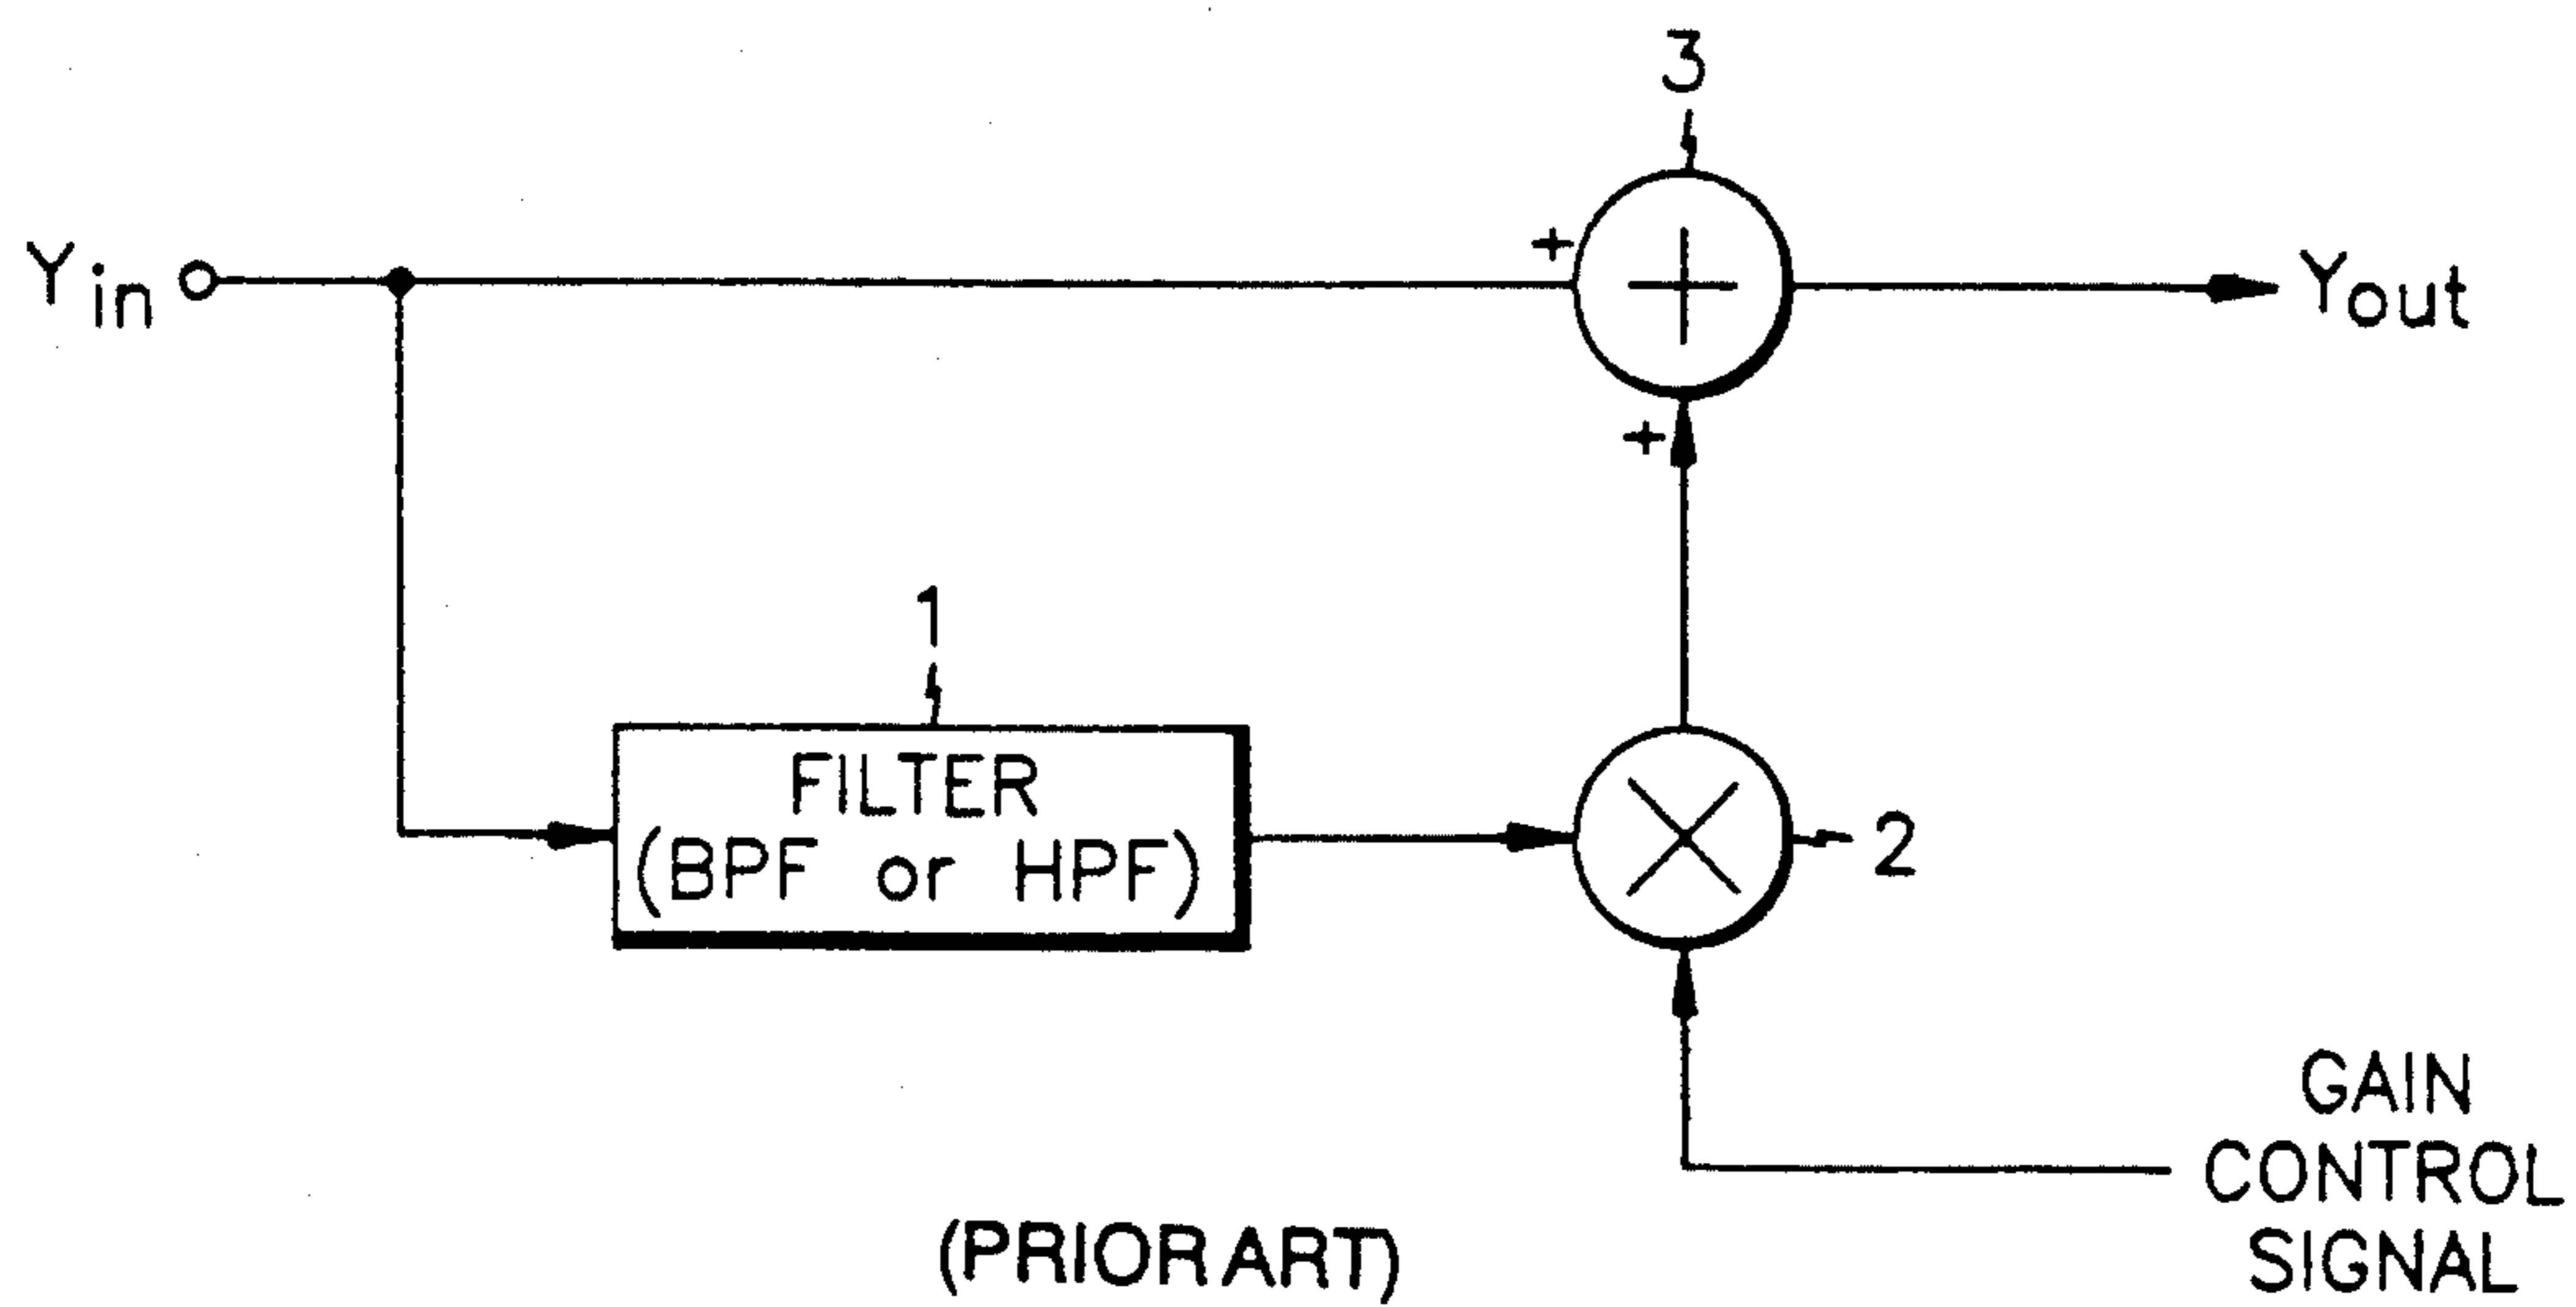 3
+
Yin
Yout
+
1
FILTER
(BPF or HPF)
2
GAIN
CONTROL
SIGNAL
(PRIOR ART)